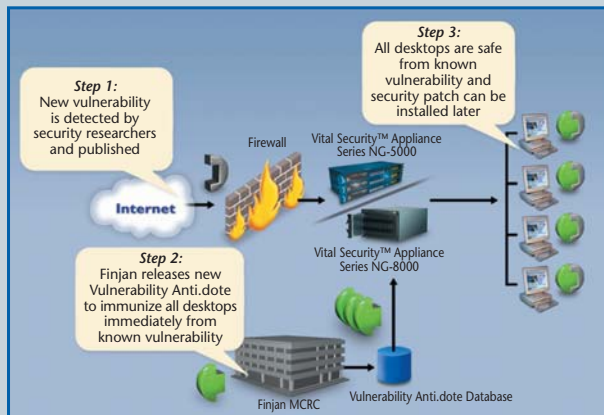 Step 1:
New vulnerability
is detected by
security researchers
and published
Step 3:
All desktops are safe
from known
vulnerability and
security patch can be
installed later
Firewall
Vital Security™ Appliance
Series NG-5000
Internet
Vital Security™ Appliance
Series NG-8000
Step 2:
Finjan releases new
Vulnerability Anti.dote
to immunize all desktops
immediately from
known vulnerability
Finjan MCRC
Vulnerability Anti.dote Database